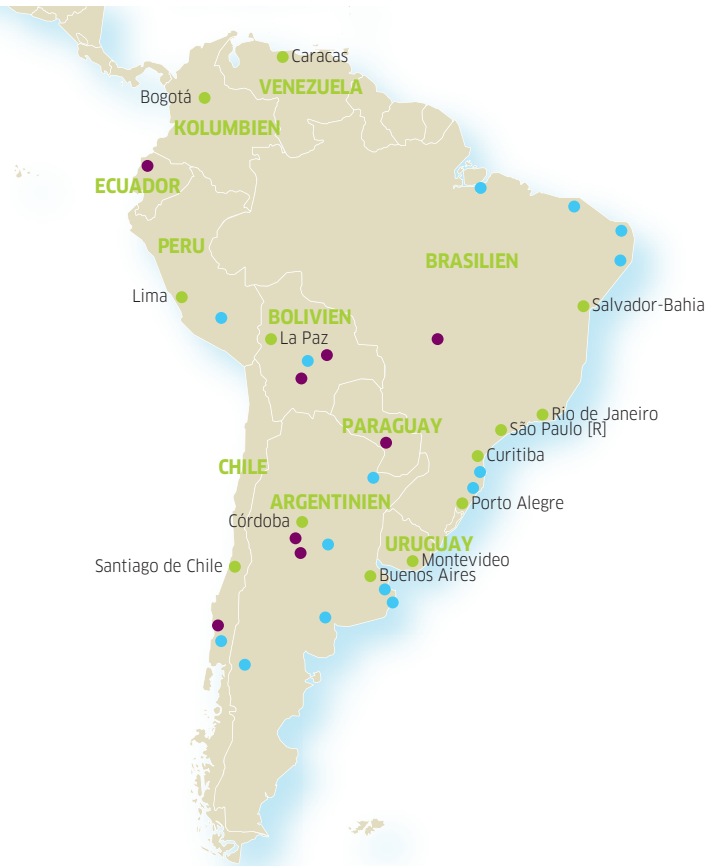 Caracas
VENEZUELA
Bogotá
KOLUMBIEN
ECUADOR
PERU
BRASILIEN
Lima
Salvador-Bahia
BOLIVIEN
La Paz
Rio de Janeiro
PARAGUAY
São Paulo [R]
Curitiba
CHILE
ARGENTINIEN
Porto Alegre
Córdoba
URUGUAY
Montevideo
Santiago de Chile
Buenos Aires